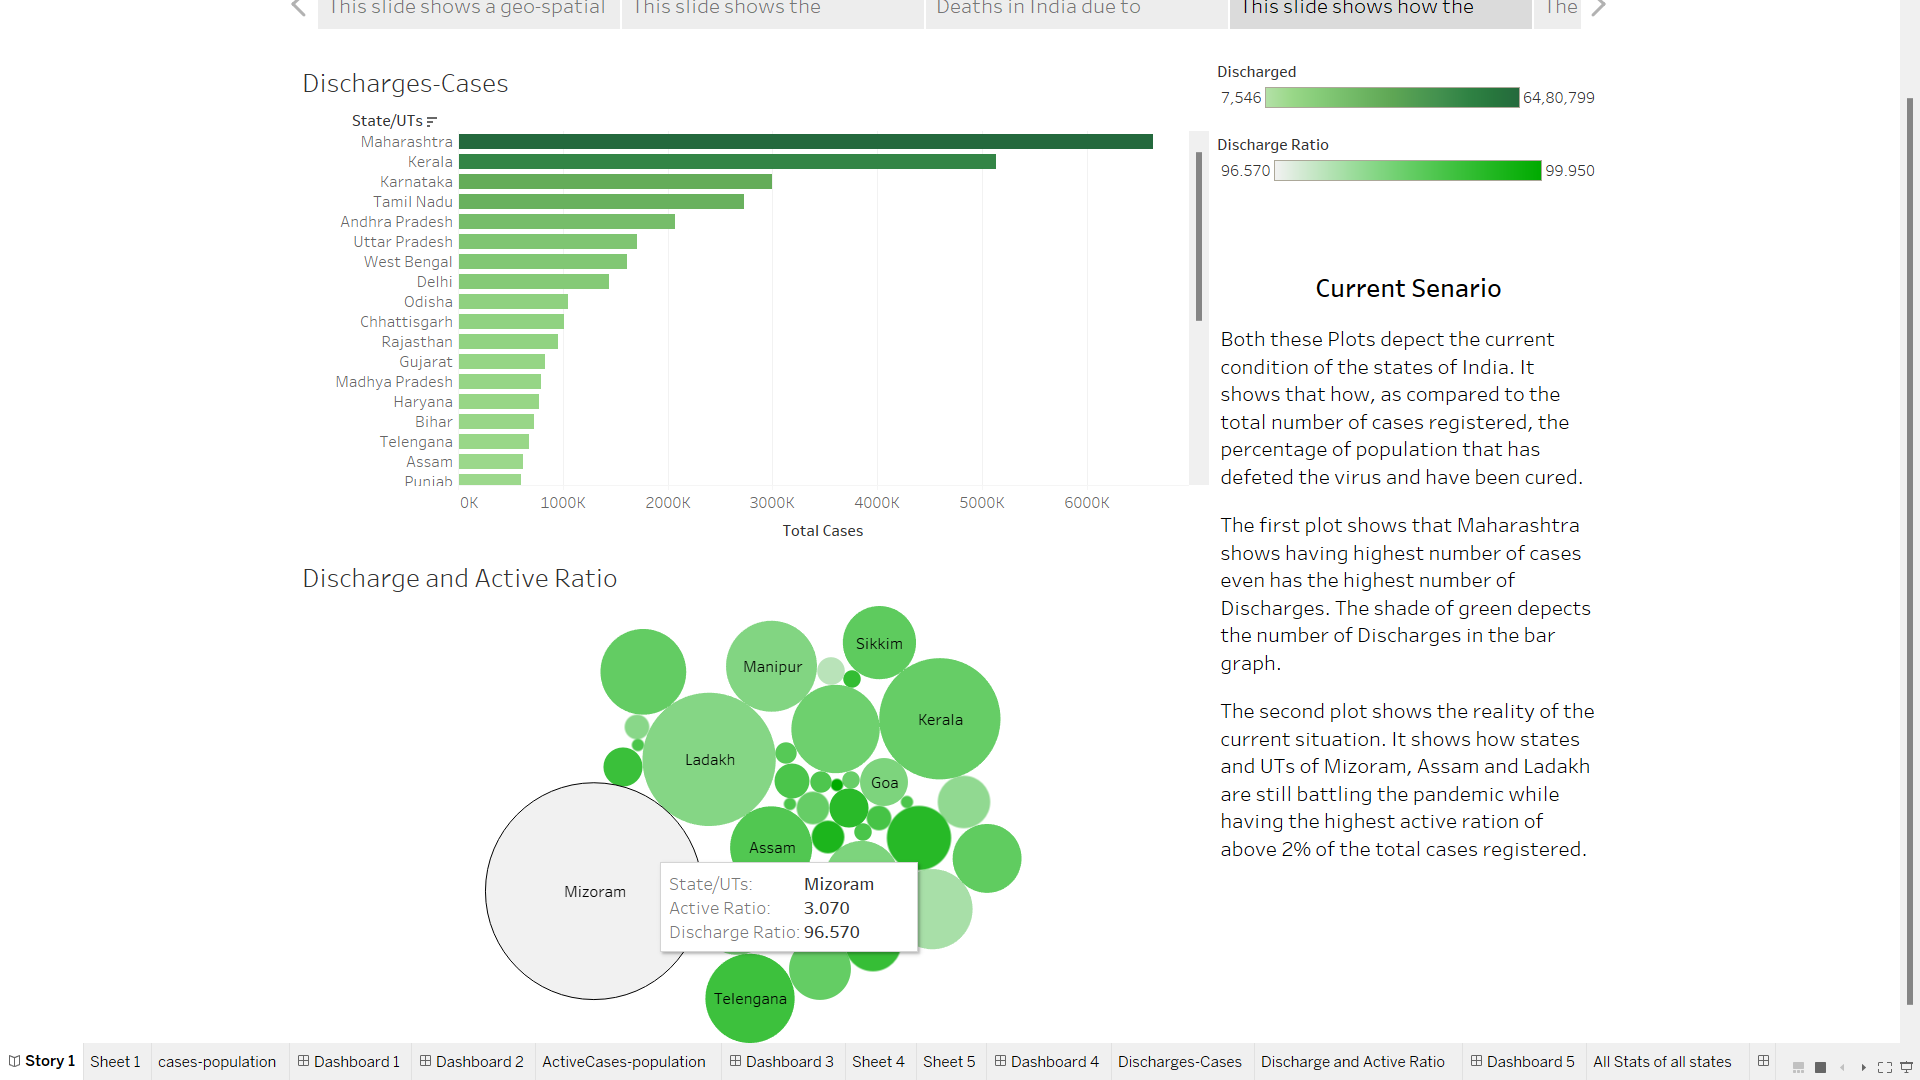 This slide shows a geo-spatial
This slide shows the
Deaths in India due to
This slide shows how the
The
Discharges-Cases
State/UTs
Maharashtra
Kerala
Karnataka
Tamil Nadu
Andhra Pradesh
Uttar Pradesh
West Bengal
Delhi
Odisha
Chhattisgarh
Rajasthan
Gujarat
Madhya Pradesh
Haryana
Bihar
Telengana
Assam
Punjab
0K 1000K 2000K 3000K 4000K 5000K 6000K
Total Cases
Discharged
7,546 64,80,799
Discharge Ratio
96.570 99.950
Current Senario
Both these Plots depect the current
condition of the states of India. It
shows that how, as compared to the
total number of cases registered, the
percentage of population that has
defeted the virus and have been cured.
The first plot shows that Maharashtra
shows having highest number of cases
even has the highest number of
Discharges. The shade of green depects
the number of Discharges in the bar
graph.
The second plot shows the reality of the
current situation. It shows how states
and UTs of Mizoram, Assam and Ladakh
are still battling the pandemic while
having the highest active ration of
above 2% of the total cases registered.
Discharge and Active Ratio
Sikkim
Manipur
Kerala
Ladakh
Goa
Assam
Mizoram
State/UTs: Mizoram
Active Ratio: 3.070
Discharge Ratio: 96.570
Telengana
Story 1
Sheet 1
cases-population
Dashboard 1
Dashboard 2
ActiveCases-population
Dashboard 3
Sheet 4
Sheet 5
Dashboard 4
Discharges-Cases
Discharge and Active Ratio
Dashboard 5
All Stats of all states